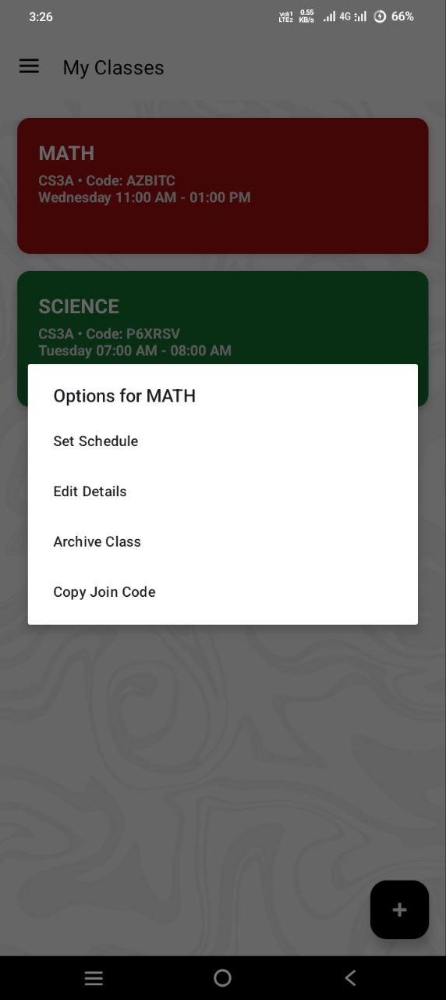 3:26
Vo) 1
LTE2
0.55
KB/s
4G
66%
My Classes
MATH
CS3A • Code: AZBITC
Wednesday 11:00 AM - 01:00 PM
SCIENCE
CS3A • Code: P6XRSV
Tuesday 07:00 AM - 08:00 AM
Options for MATH
Set Schedule
Edit Details
Archive Class
Copy Join Code
+